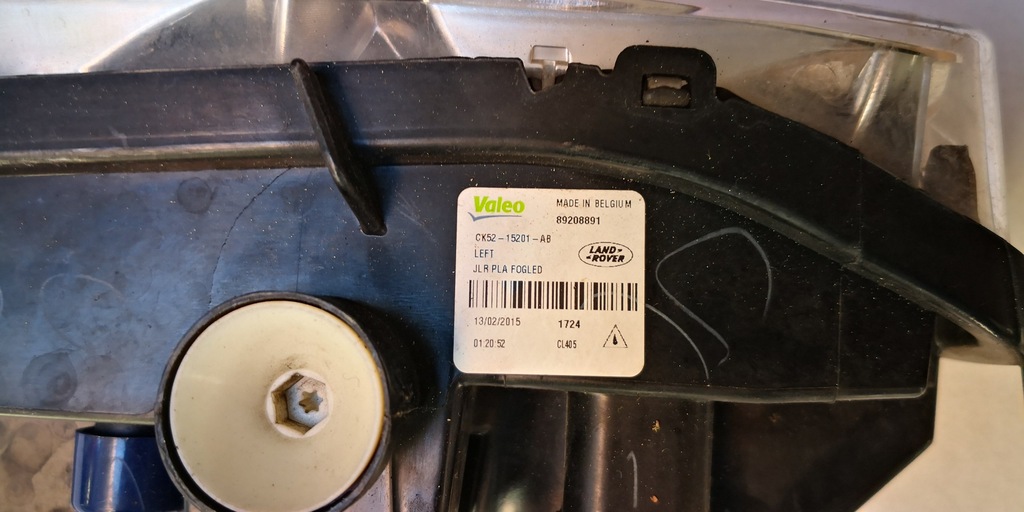 Valeo
MADE IN BELGIUM
89208891
CK52-15201-AB
LEFT
LAND-
ROVER
JLR PLA FOGLED
13/02/2015
1724
01:20:52
CL405